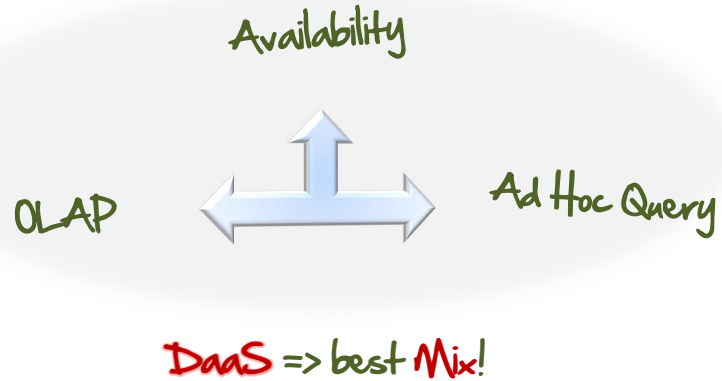 Availability
OLAP
Ad Hoc Query
DaaS => best Mix!